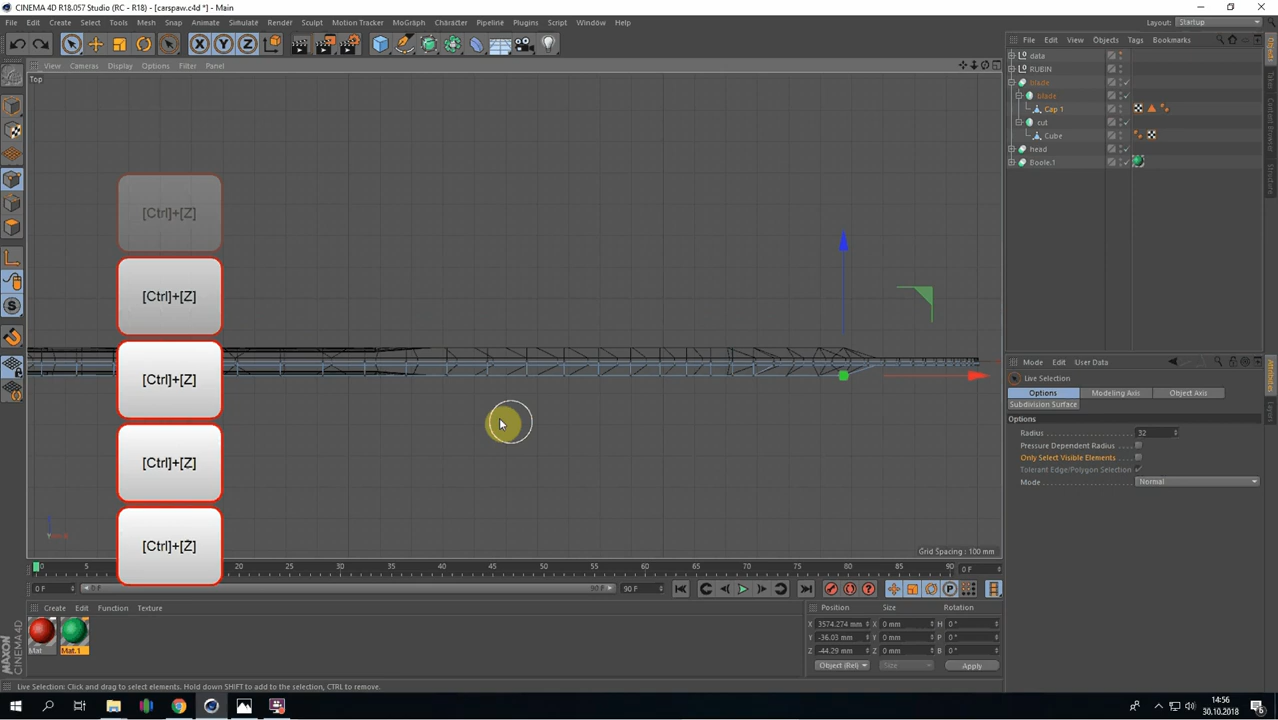 CINEMA 4D R18.057 Studio (RC - R18) - [carspaw.c4d *] - Main
File Edit Create Select Tools Mesh Snap Animate Simulate Render Sculpt Motion Tracker MoGraph Character Pipeline Plugins Script Window Help
Layout: Startup
X Y Z
View Cameras Display Options Filter Panel
File Edit View Objects Tags Bookmarks
Top
data
RUBIN
blade
blade
Cap 1
cut
Cube
head
Boole.1
Objects
Takes
Content Browser
Structure
[Ctrl]+[Z]
[Ctrl]+[Z]
[Ctrl]+[Z]
[Ctrl]+[Z]
[Ctrl]+[Z]
Mode Edit User Data
Live Selection
Options Modeling Axis Object Axis
Subdivision Surface
Options
Radius 32
Pressure Dependent Radius
Only Select Visible Elements
Tolerant Edge/Polygon Selection
Mode Normal
Attributes
Layers
Grid Spacing : 100 mm
0 5 20 25 30 35 40 45 50 55 60 65 70 75 80 85 90 0 F
0 F 0 F 90 F 90 F
Create Edit Function Texture
Mat Mat.1
Position Size Rotation
X 3574.274 mm X 0 mm H 0 °
Y -36.03 mm Y 0 mm P 0 °
Z -44.29 mm Z 0 mm B 0 °
Object (Rel) Size Apply
MAXON CINEMA 4D
Live Selection: Click and drag to select elements. Hold down SHIFT to add to the selection, CTRL to remove.
14:56
30.10.2018